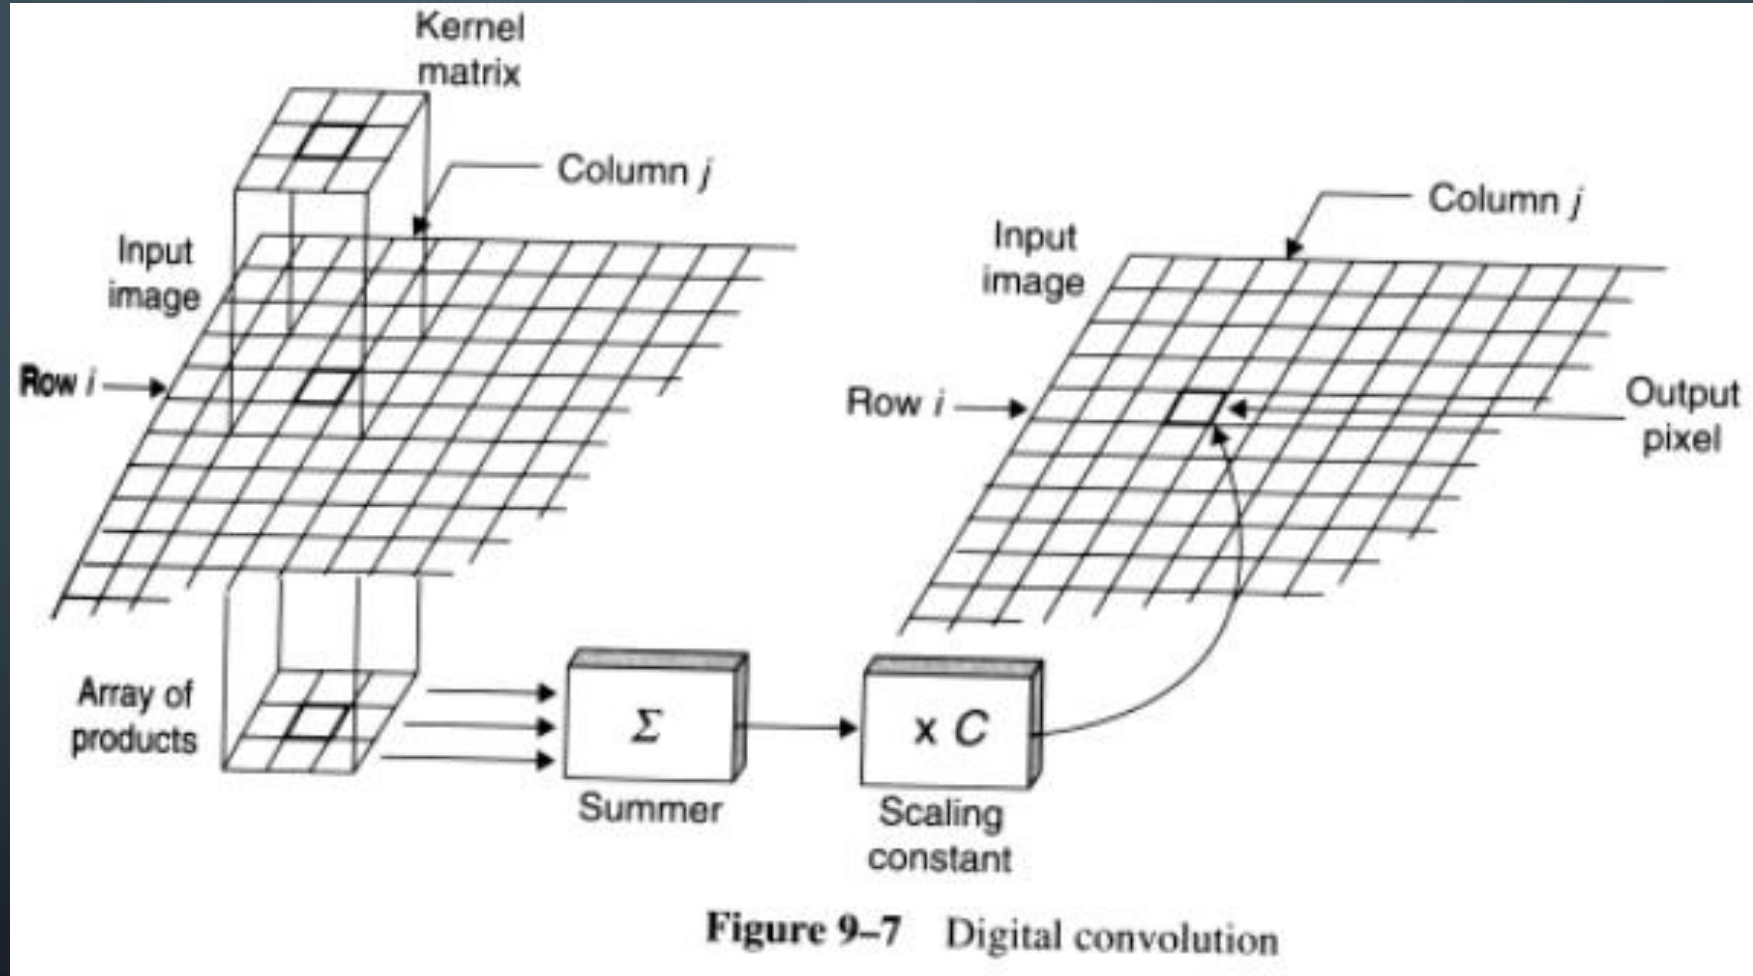 Kernel
matrix
Column j
Input
image
Row i
Column j
Input
image
Row i
Output
pixel
Array of
products
Σ
Summer
x C
Scaling
constant
Figure 9–7 Digital convolution